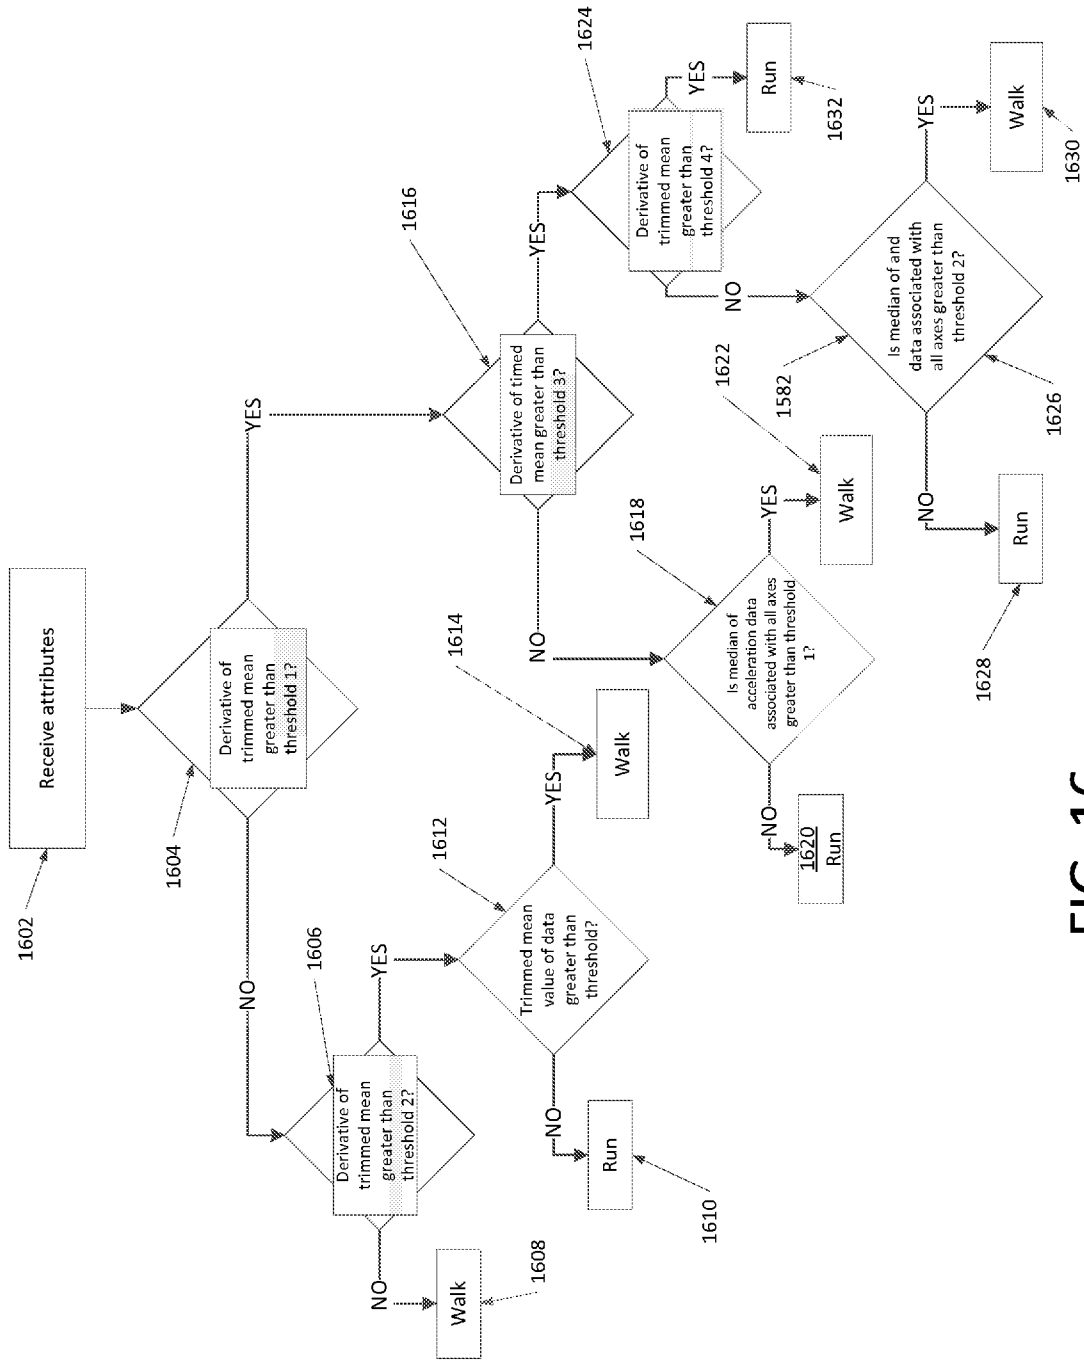 Receive attributes
1602
Derivative of
trimmed mean
greater than
threshold 1?
1604
NO
YES
Derivative of
trimmed mean
greater than
threshold 2?
1606
NO
YES
Walk
1608
Trimmed mean
value of data
greater than
threshold?
1612
NO
YES
Run
1610
Walk
1614
Derivative of timed
mean greater than
threshold 3?
1616
NO
YES
Is median of
acceleration data
associated with all axes
greater than threshold
1?
1618
NO
YES
1620
Run
Walk
1622
Derivative of
trimmed mean
greater than
threshold 4?
1624
NO
YES
Run
1632
Is median of and
data associated with
all axes greater than
threshold 2?
1582
1626
NO
YES
Run
1628
Walk
1630